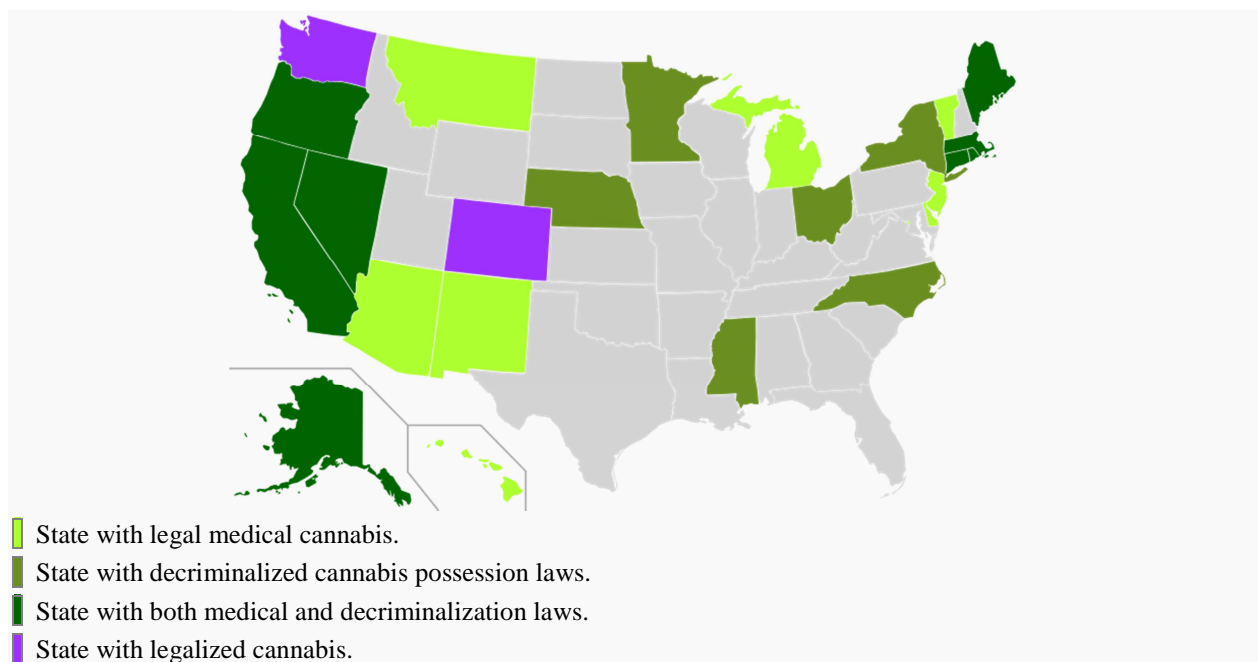 State with legal medical cannabis.
State with decriminalized cannabis possession laws.
State with both medical and decriminalization laws.
State with legalized cannabis.